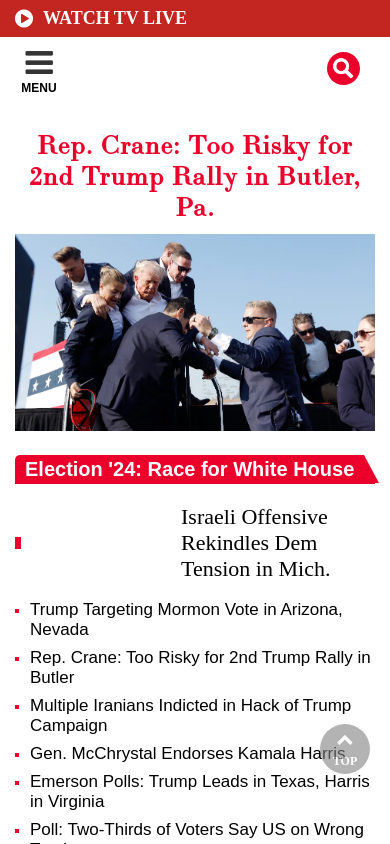 WATCH TV LIVE
MENU
Rep. Crane: Too Risky for
2nd Trump Rally in Butler,
Pa.
Election '24: Race for White House
Israeli Offensive
Rekindles Dem
Tension in Mich.
Trump Targeting Mormon Vote in Arizona,
Nevada
Rep. Crane: Too Risky for 2nd Trump Rally in
Butler
Multiple Iranians Indicted in Hack of Trump
Campaign
Gen. McChrystal Endorses Kamala Harris
TOP
Emerson Polls: Trump Leads in Texas, Harris
in Virginia
Poll: Two-Thirds of Voters Say US on Wrong